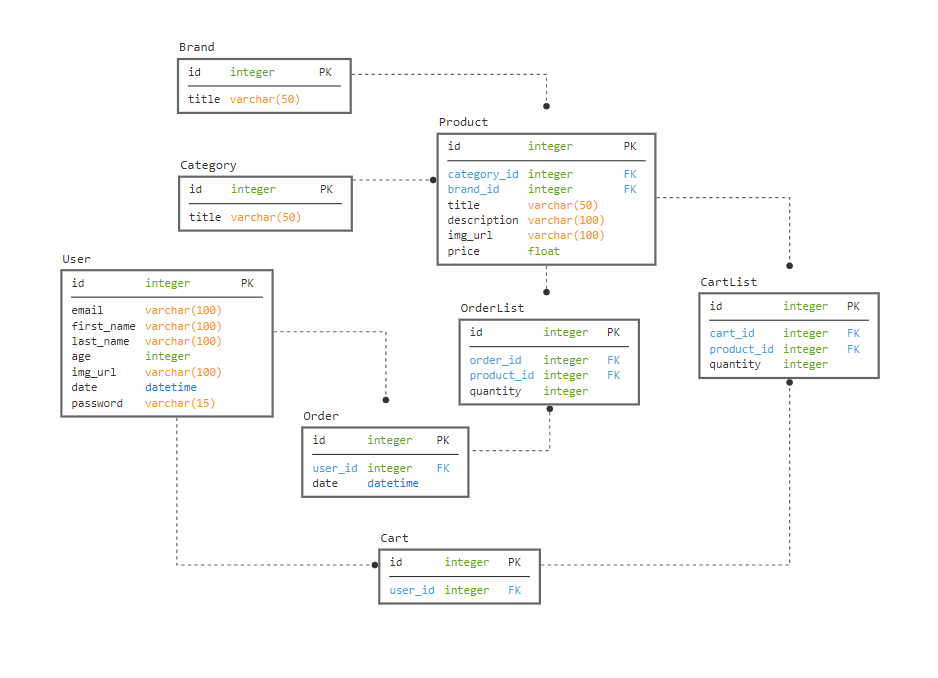 Brand
id integer PK
title varchar(50)
Product
id integer PK
category_id integer FK
brand_id integer FK
title varchar(50)
description varchar(100)
img_url varchar(100)
price float
Category
id integer PK
title varchar(50)
User
id integer PK
email varchar(100)
first_name varchar(100)
last_name varchar(100)
age integer
img_url varchar(100)
date datetime
password varchar(15)
CartList
id integer PK
cart_id integer FK
product_id integer FK
quantity integer
OrderList
id integer PK
order_id integer FK
product_id integer FK
quantity integer
Order
id integer PK
user_id integer FK
date datetime
Cart
id integer PK
user_id integer FK